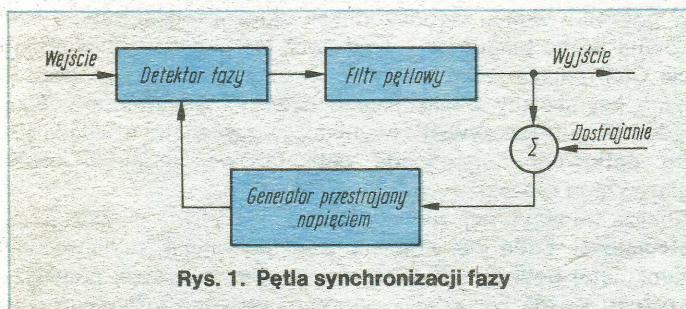 Wejście
Detektor fazy
Filtr pętlowy
Wyjście
Σ
Dostrajanie
Generator przestrajany
napięciem
Rys. 1. Pętla synchronizacji fazy